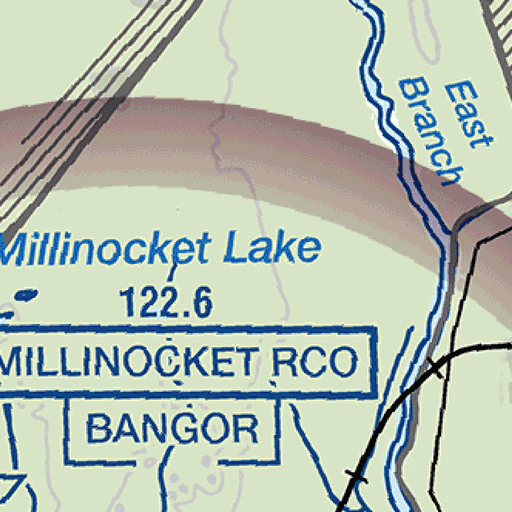 East
Branch
Millinocket Lake
122.6
MILLINOCKET RCO
BANGOR